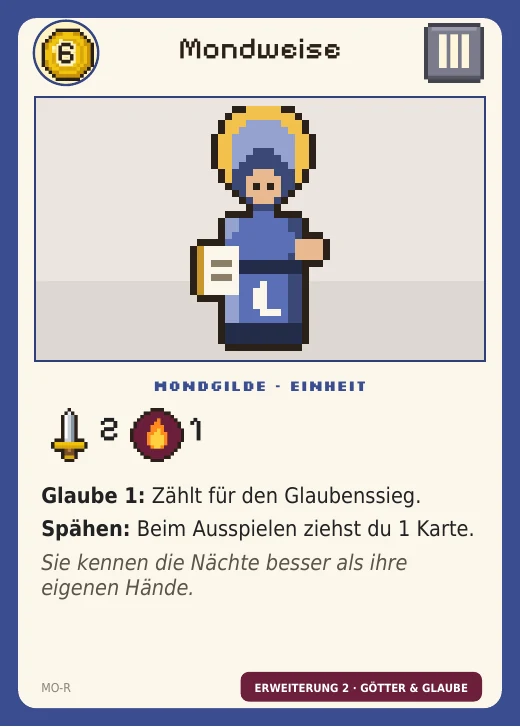 6
Mondweise
III
MONDGILDE - EINHEIT
2 1
Glaube 1: Zählt für den Glaubenssieg.
Spähen: Beim Ausspielen ziehst du 1 Karte.
Sie kennen die Nächte besser als ihre
eigenen Hände.
MO-R
ERWEITERUNG 2 · GÖTTER & GLAUBE